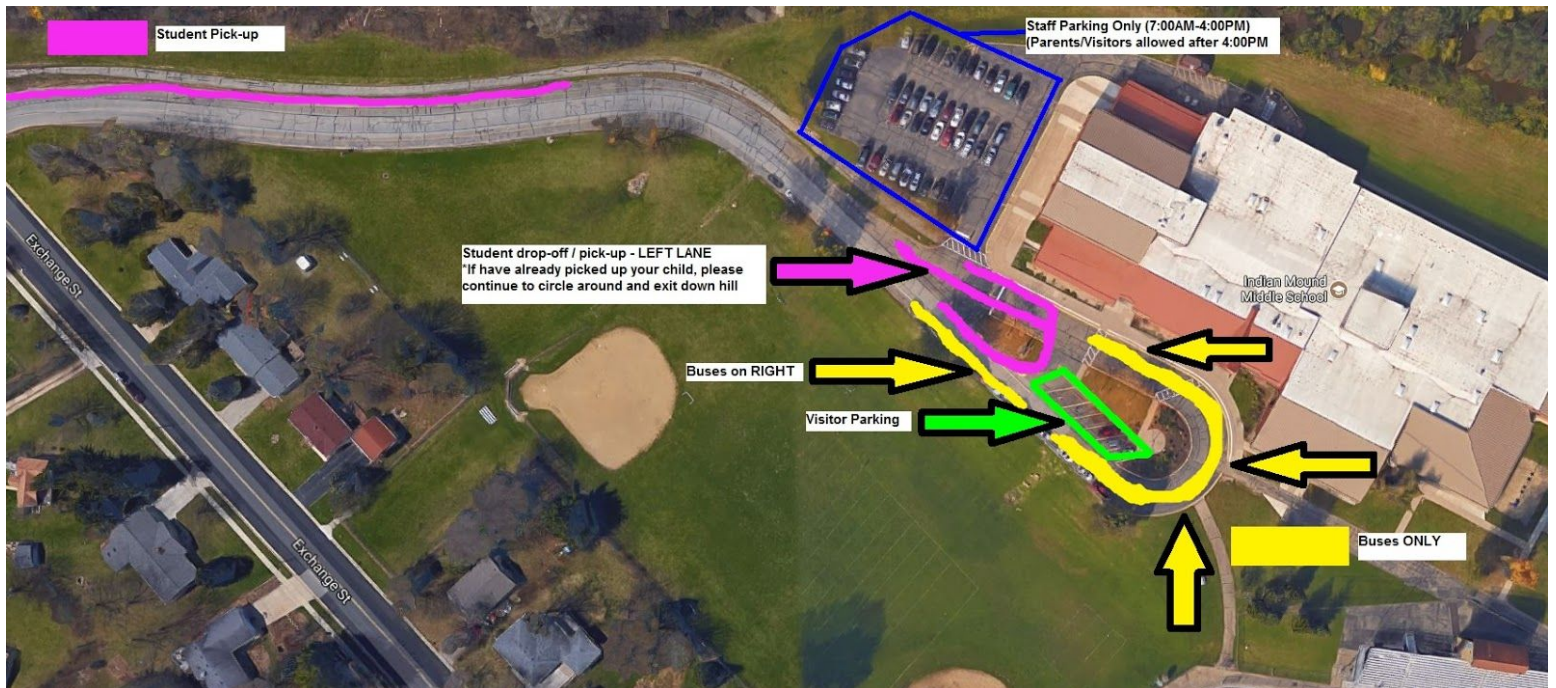 Student Pick-up
Staff Parking Only (7:00AM-4:00PM)
(Parents/Visitors allowed after 4:00PM
Student drop-off / pick-up - LEFT LANE
*If have already picked up your child, please
continue to circle around and exit down hill
Exchange St
Indian Mound
Middle School
Buses on RIGHT
Visitor Parking
Buses ONLY
Exchange St